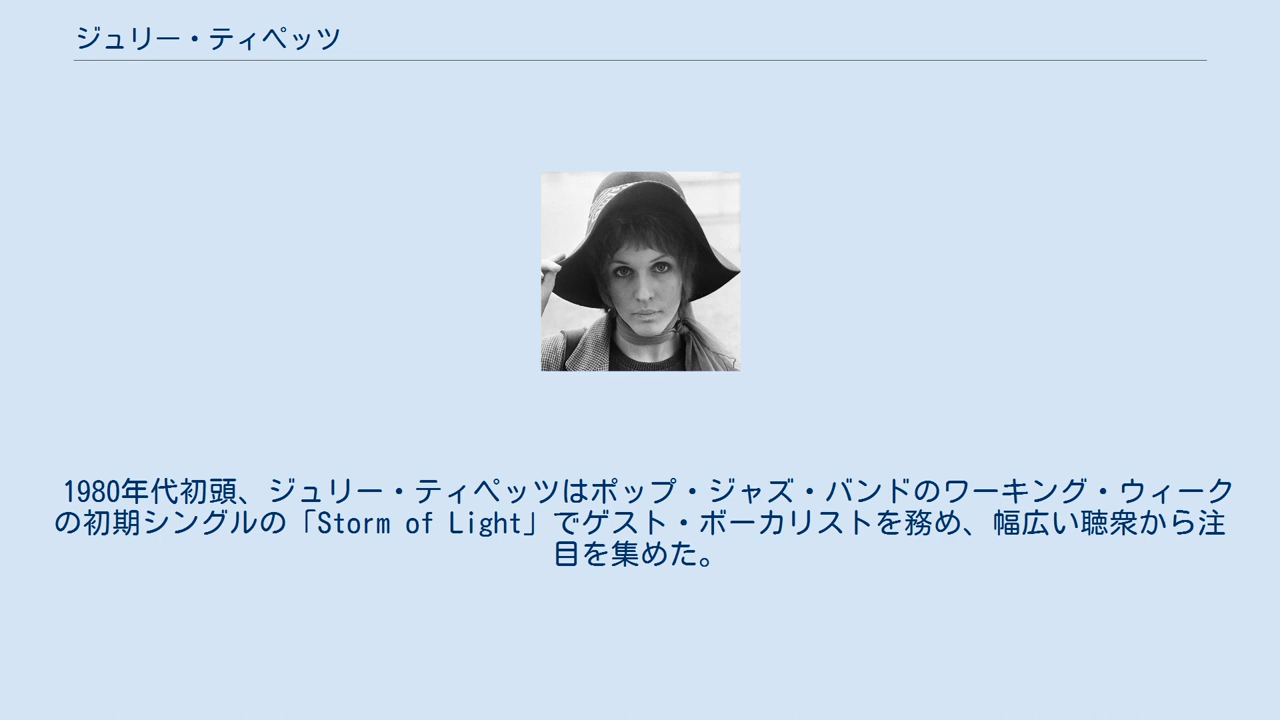 ジュリー・ティペッツ
1980年代初頭、ジュリー・ティペッツはポップ・ジャズ・バンドのワーキング・ウィーク
の初期シングルの「Storm of Light」でゲスト・ボーカリストを務め、幅広い聴衆から注
目を集めた。